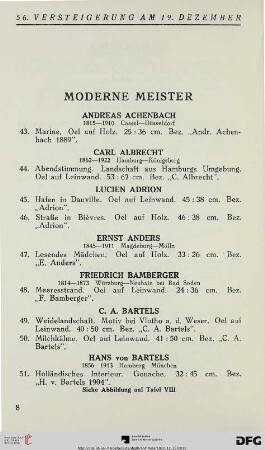 56. VERSTEIGERUNG AM 19. DEZEMBER
MODERNE MEISTER
ANDREAS ACHENBACH
1815—1910 Cassel—Düsseldorf
43. Marine. Oel auf Holz. 25 : 36 cm. Bez. „Andr. Achen-
bach 1889".
CARL ALBRECHT
1862—1922 Hamburg—Königsberg
44. Abendstimmung. Landschaft aus Hamburgs Umgebung.
Oel auf Leinwand. 53 : 67 cm. Bez. „C. Albrecht".
LUCIEN ADRION
45. Hafen in Dauville. Oel auf Leinwand. 45 : 38 cm. Bez.
„Adrion".
46. Straße in Bièvres. Oel auf Holz. 46 : 38 cm. Bez.
„Adrion".
ERNST ANDERS
1845—1911 Magdeburg—Mölln
47. Lesendes Mädchen. Oel auf Holz. 33 : 26 cm. Bez.
„E. Anders".
FRIEDRICH BAMBERGER
1814—1873 Würzburg—Neuhain bei Bad Soden
48. Meeresstrand. Oel auf Leinwand. 24 : 36 cm. Bez.
„F. Bamberger".
C. A. BARTELS
49. Weidelandschaft. Motiv bei Vlotho a. d. Weser. Oel auf
Leinwand. 40 : 50 cm. Bez. „C. A. Bartels".
50. Milchkühne. Oel auf Leinwand. 41 : 50 cm. Bez. „C. A.
Bartels".
HANS von BARTELS
1856—1913 Hamburg—München
51. Holländisches Interieur. Gouache. 32 : 45 cm. Bez.
„H. v. Bartels 1904".
Siehe Abbildung auf Tafel VIII
8
UNIVERSITÄTS-BIBLIOTHEK HEIDELBERG
DFG